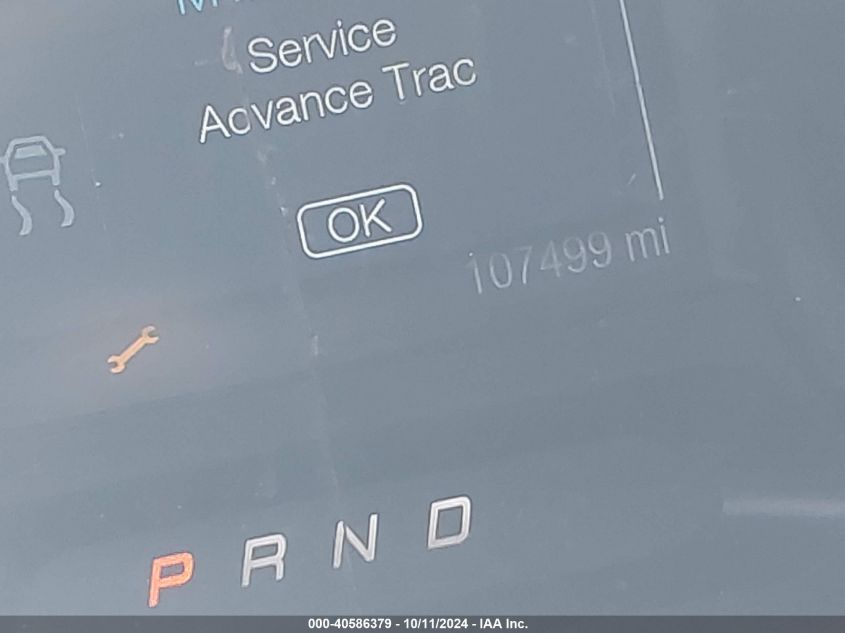 Service
Advance Trac
OK
107499 mi
P R N D
000-40586379 - 10/11/2024 - IAA Inc.